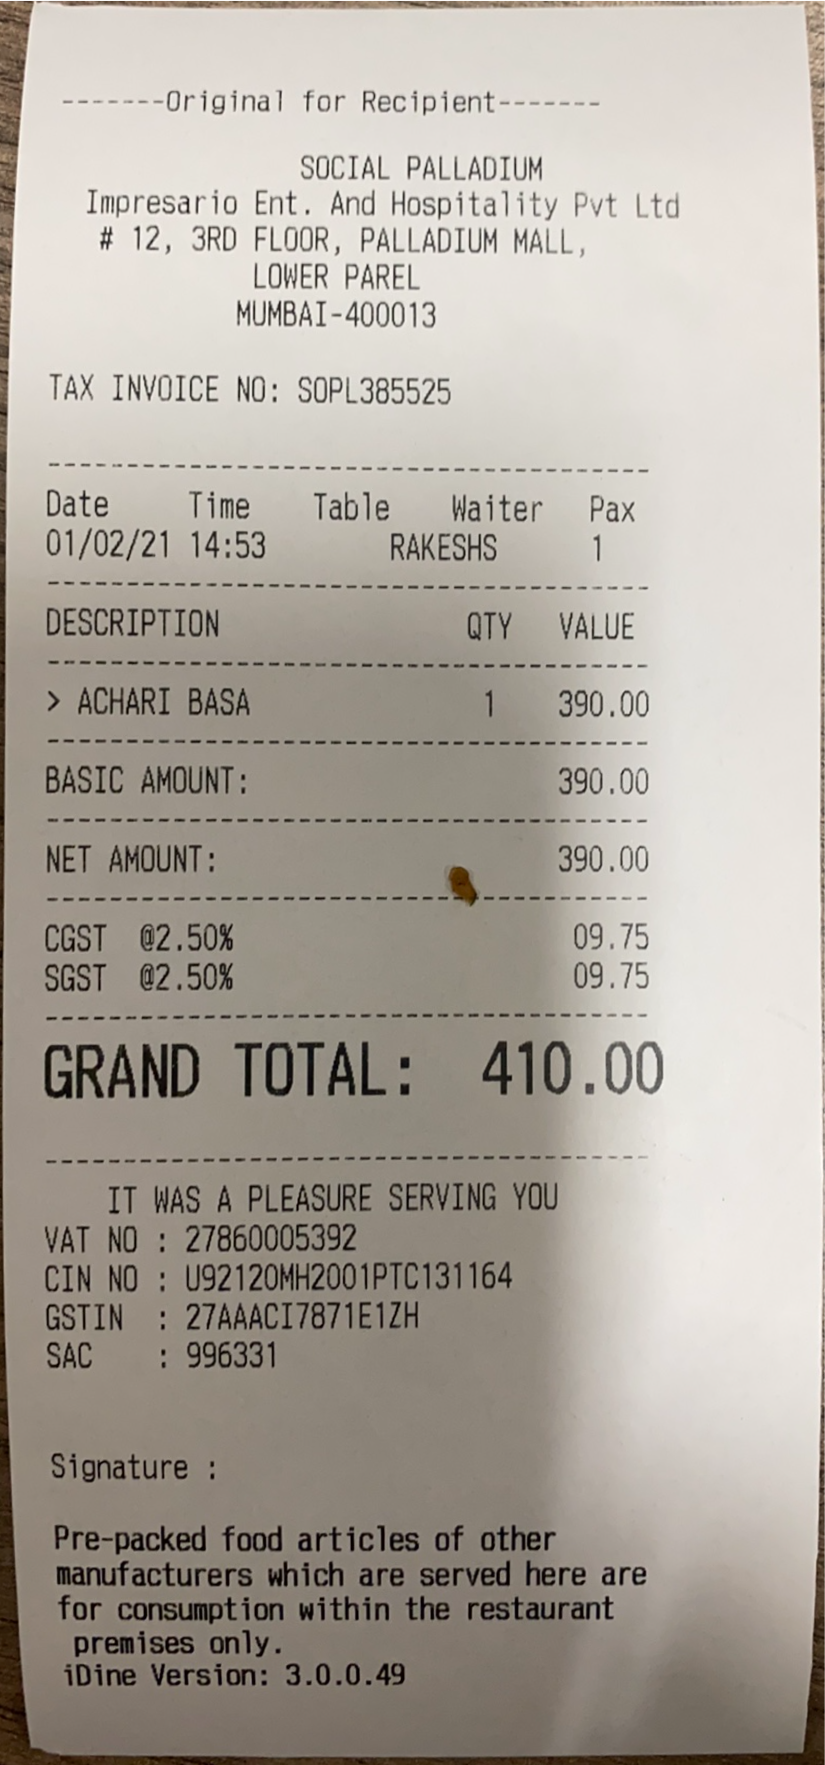 -------Original for Recipient-------
SOCIAL PALLADIUM
Impresario Ent. And Hospitality Pvt Ltd
# 12, 3RD FLOOR, PALLADIUM MALL,
LOWER PAREL
MUMBAI-400013
TAX INVOICE NO: SOPL385525
Date Time Table Waiter Pax
01/02/21 14:53 RAKESHS 1
DESCRIPTION QTY VALUE
> ACHARI BASA 1 390.00
BASIC AMOUNT: 390.00
NET AMOUNT: 390.00
CGST @2.50% 09.75
SGST @2.50% 09.75
GRAND TOTAL: 410.00
IT WAS A PLEASURE SERVING YOU
VAT NO : 27860005392
CIN NO : U92120MH2001PTC131164
GSTIN : 27AAACI7871E1ZH
SAC : 996331
Signature :
Pre-packed food articles of other
manufacturers which are served here are
for consumption within the restaurant
premises only.
iDine Version: 3.0.0.49